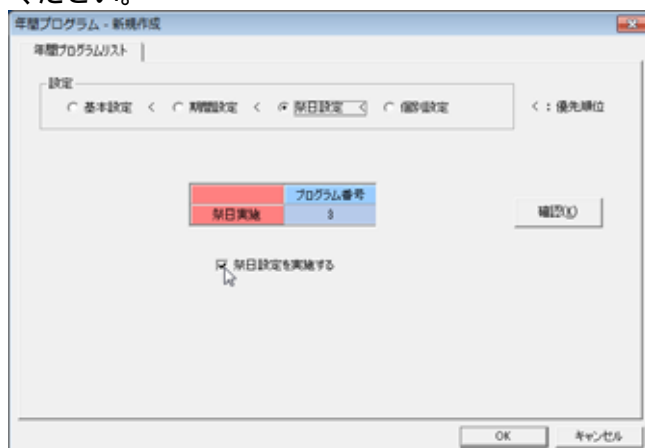 ください。
年間プログラム - 新規作成
年間プログラムリスト
設定
基本設定 < 期間設定 < 祭日設定 < 個別設定 < : 優先順位
プログラム番号
祭日実施 3
確認(K)
祭日設定を実施する
OK キャンセル